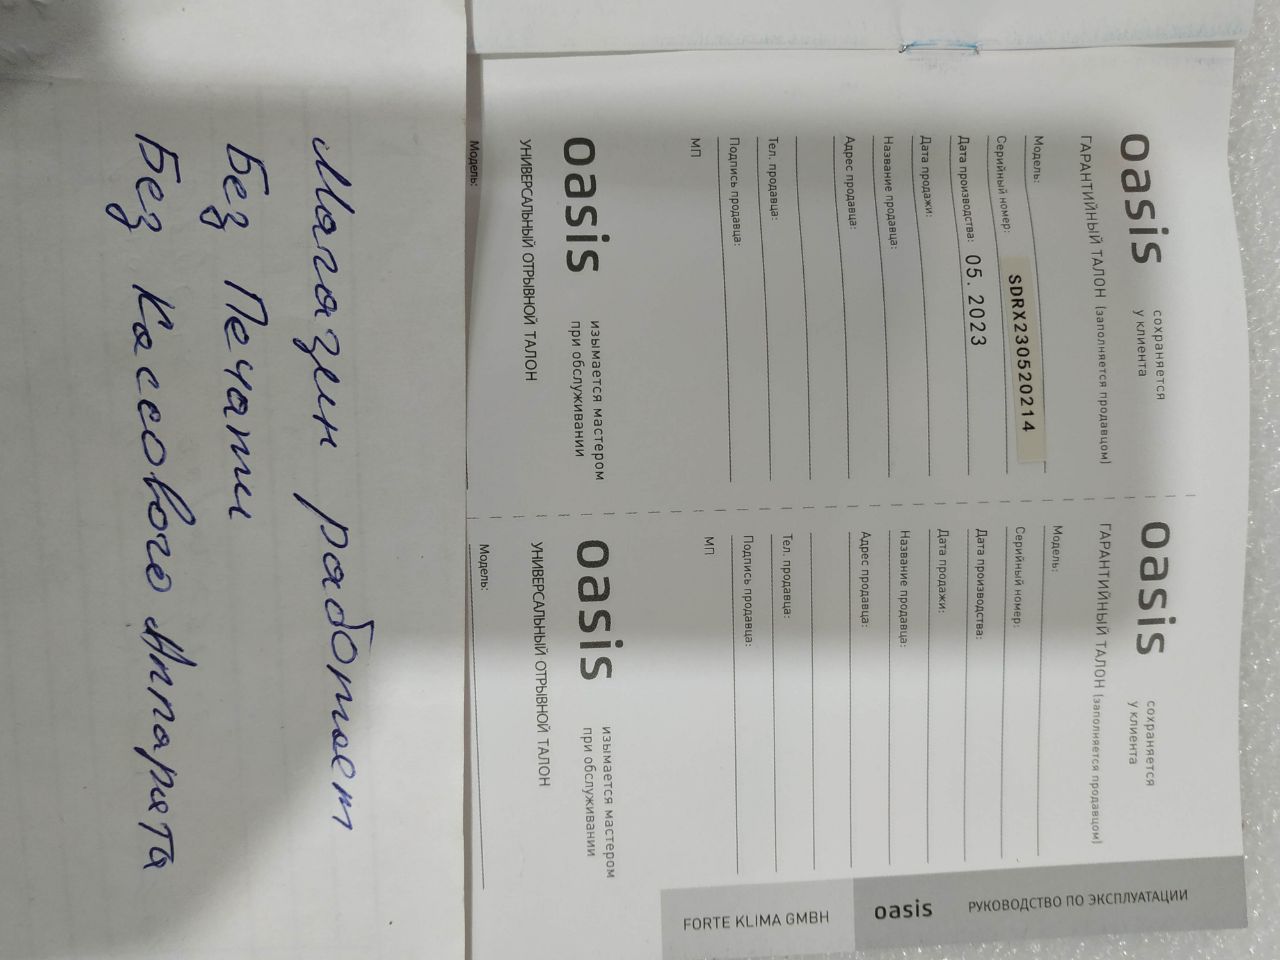 oasis
сохраняется
у клиента
ГАРАНТИЙНЫЙ ТАЛОН (заполняется продавцом)
Модель:
Серийный номер: SDRX230520214
Дата производства: 05. 2023
Дата продажи:
Название продавца:
Адрес продавца:
Тел. продавца:
Подпись продавца:
МП
oasis
изымается мастером
при обслуживании
УНИВЕРСАЛЬНЫЙ ОТРЫВНОЙ ТАЛОН
Модель:
oasis
сохраняется
у клиента
ГАРАНТИЙНЫЙ ТАЛОН (заполняется продавцом)
Модель:
Серийный номер:
Дата производства:
Дата продажи:
Название продавца:
Адрес продавца:
Тел. продавца:
Подпись продавца:
МП
oasis
изымается мастером
при обслуживании
УНИВЕРСАЛЬНЫЙ ОТРЫВНОЙ ТАЛОН
Модель:
РУКОВОДСТВО ПО ЭКСПЛУАТАЦИИ
oasis
FORTE KLIMA GMBH
Магазин работает
Без Печати
Без Кассового Аппарата